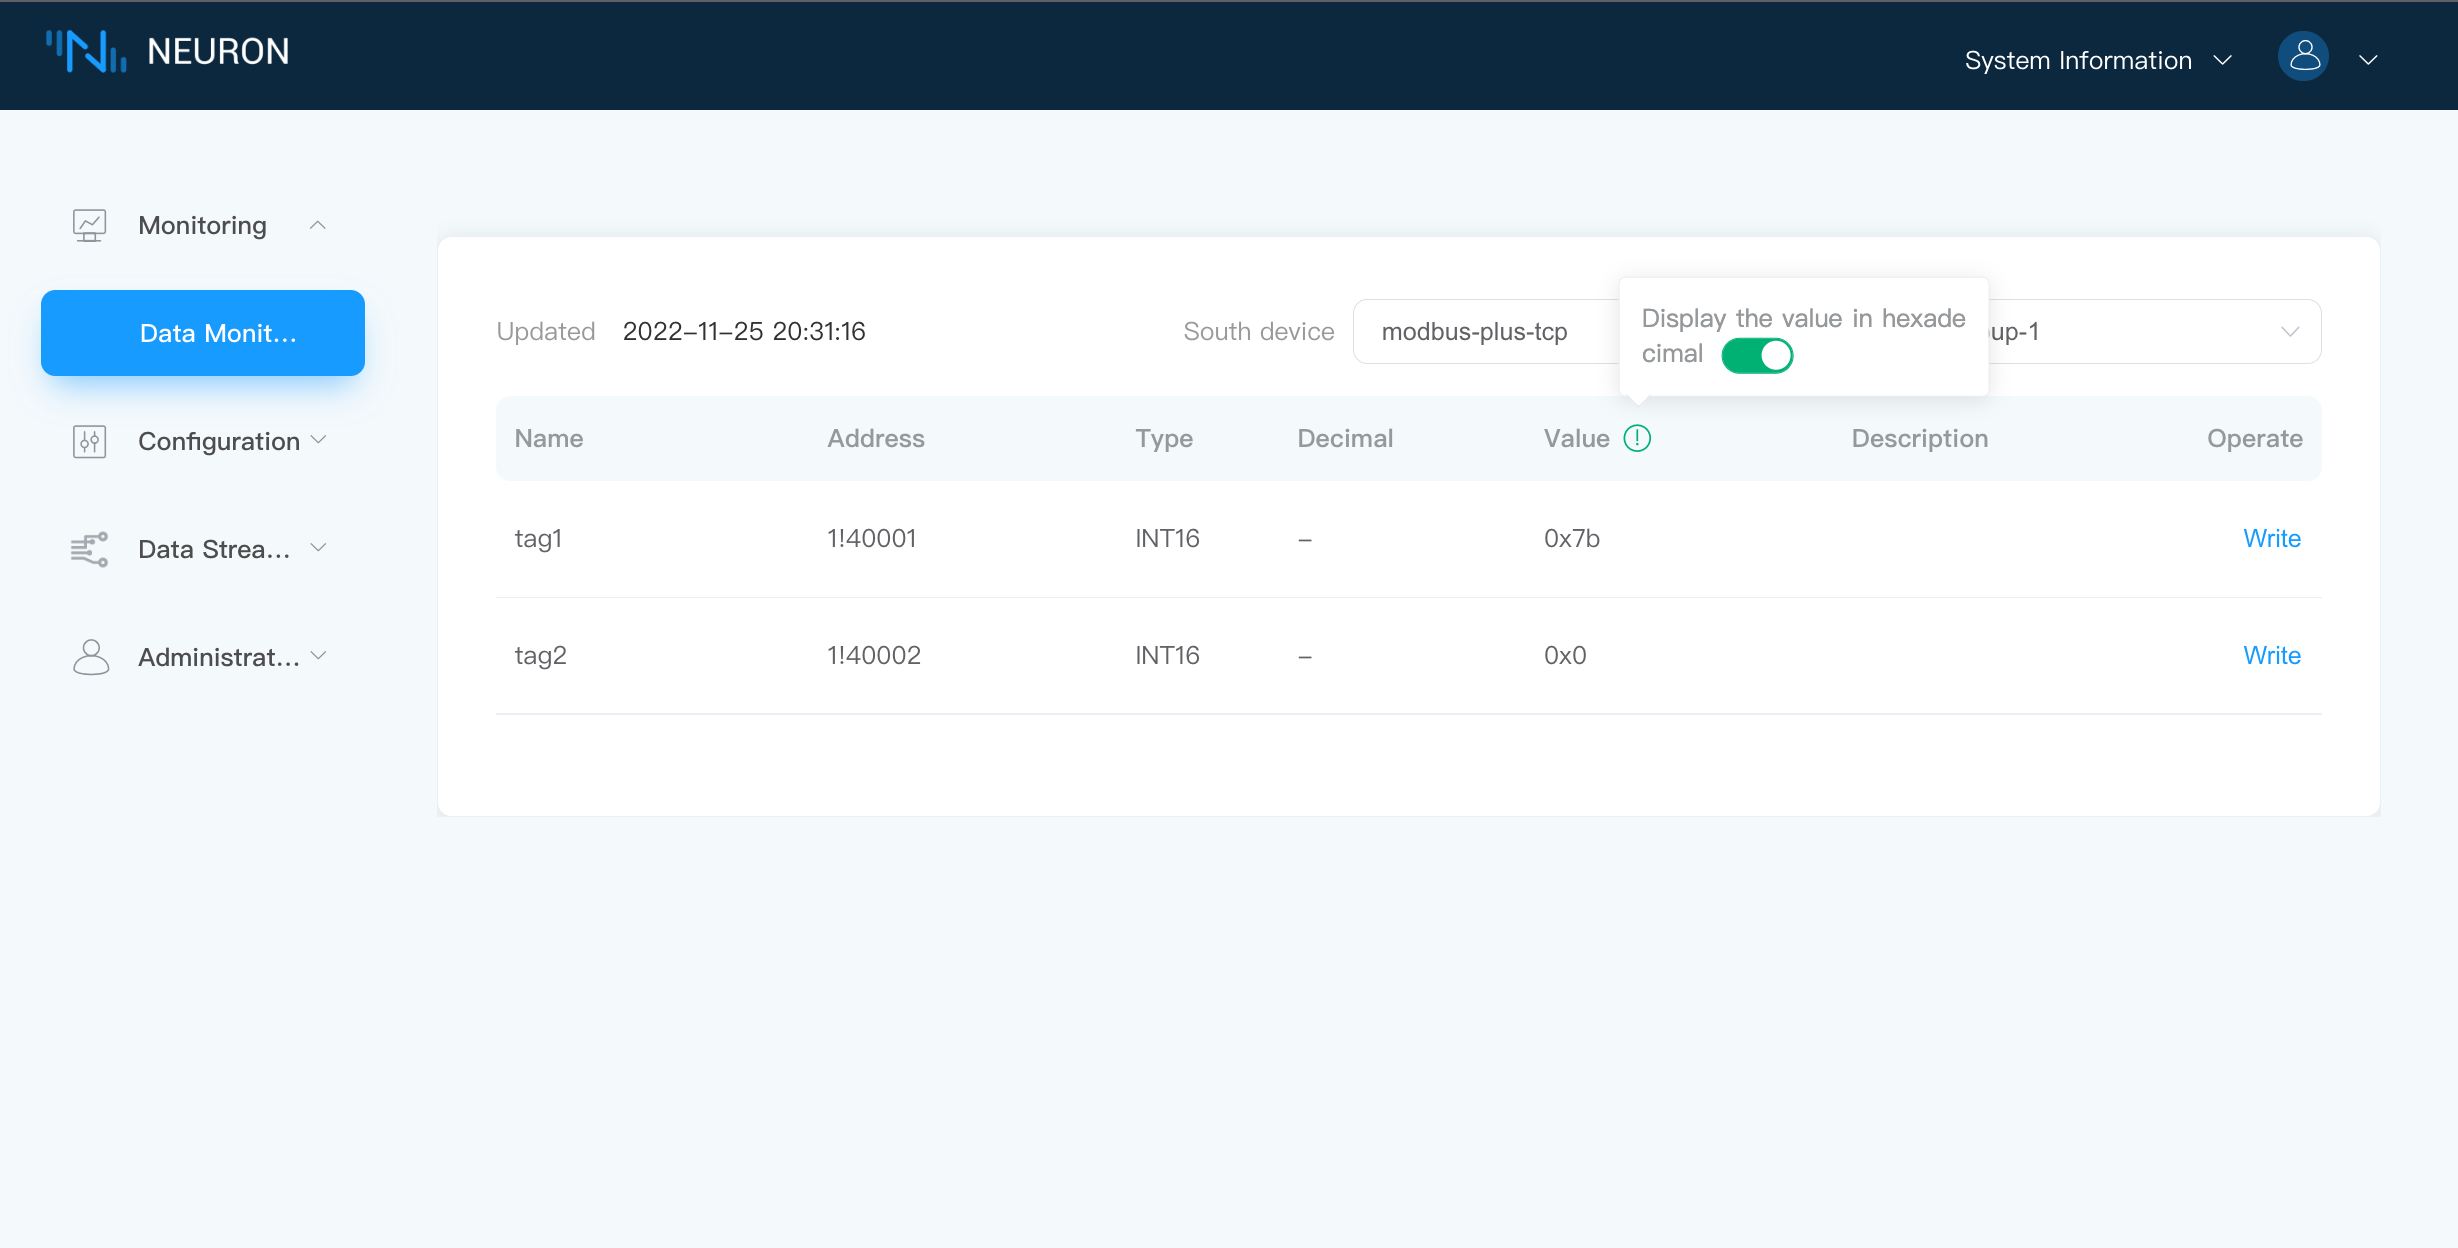 NEURON
System Information
Monitoring
Data Monit...
Configuration
Data Strea...
Administrat...
Updated 2022-11-25 20:31:16
South device modbus-plus-tcp
up-1
Display the value in hexade
cimal
Name Address Type Decimal Value Description Operate
tag1 1!40001 INT16 – 0x7b Write
tag2 1!40002 INT16 – 0x0 Write